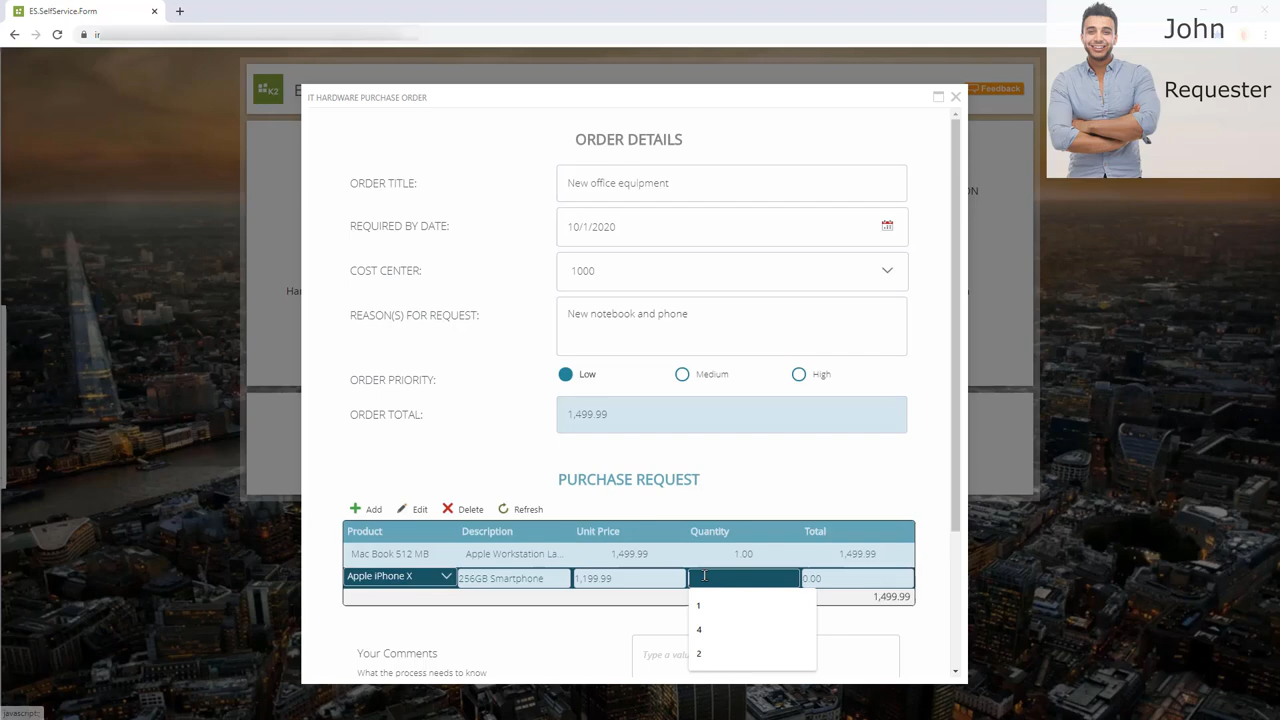 ES.SelfService.Form
John
Requester
K2
Feedback
IT HARDWARE PURCHASE ORDER
ORDER DETAILS
ORDER TITLE: New office equipment
REQUIRED BY DATE: 10/1/2020
COST CENTER: 1000
REASON(S) FOR REQUEST: New notebook and phone
ORDER PRIORITY: Low Medium High
ORDER TOTAL: 1,499.99
PURCHASE REQUEST
Add Edit Delete Refresh
Product Description Unit Price Quantity Total
Mac Book 512 MB Apple Workstation La... 1,499.99 1.00 1,499.99
Apple iPhone X 256GB Smartphone 1,199.99 0.00
1,499.99
1
4
2
Your Comments
What the process needs to know
Type a valu
javascript:;